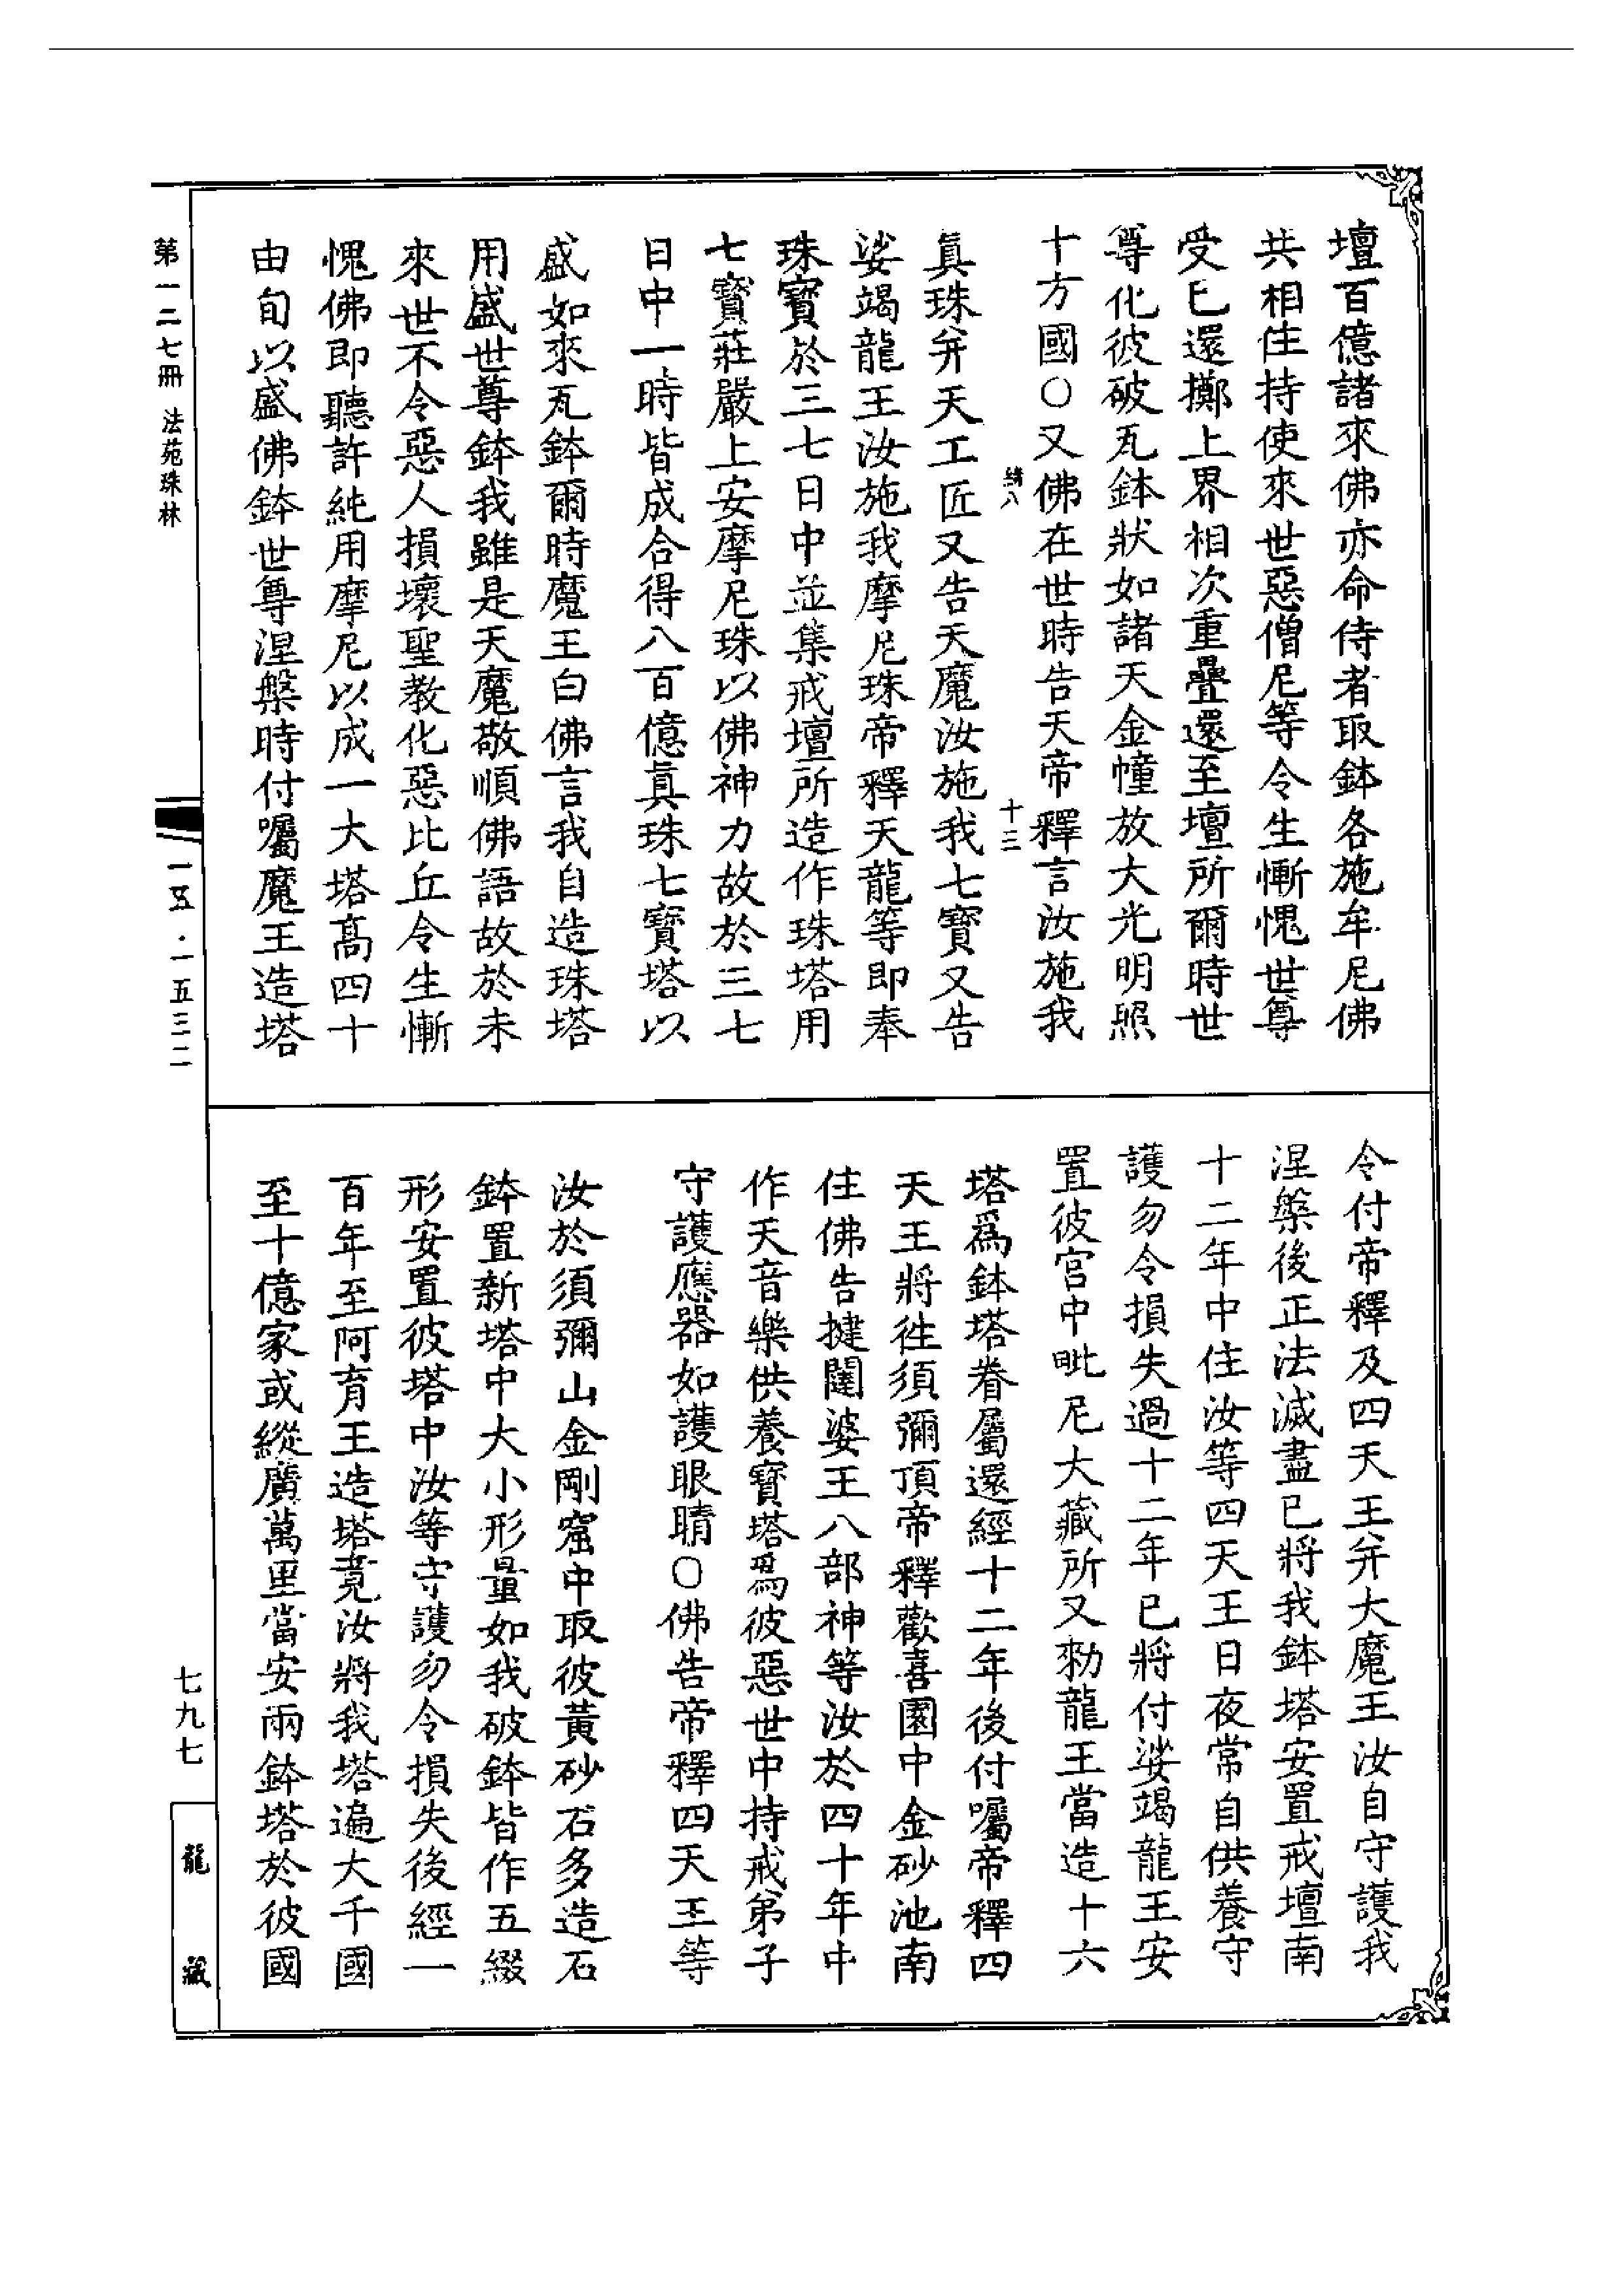 壇百億諸來佛亦命侍者取鉢各施牟尼佛
共相住持使來世惡僧尼等令生慚愧世尊
受已還擲上界相次重疊還至壇所爾時世
尊化彼破瓦鉢狀如諸天金幢放大光明照
十方國○又佛在世時告天帝釋言汝施我
十三
真珠并天工匠又告天魔汝施我七寶又告
娑竭龍王汝施我摩尼珠帝釋天龍等即奉
珠寶於三七日中並集戒壇所造作珠塔用
七寶莊嚴上安摩尼珠以佛神力故於三七
日中一時皆成合得八百億真珠七寶塔以
盛如來瓦鉢爾時魔王白佛言我自造珠塔
用盛世尊鉢我雖是天魔敬順佛語故於未
來世不令惡人損壞聖教化惡比丘令生慚
愧佛即聽許純用摩尼以成一大塔高四十
由旬以盛佛鉢世尊涅槃時付囑魔王造塔
令付帝釋及四天王并大魔王汝自守護我
涅槃後正法滅盡已將我鉢塔安置戒壇南
十二年中住汝等四天王日夜常自供養守
護勿令損失過十二年已將付娑竭龍王安
置彼宮中毗尼大藏所又勑龍王當造十六
塔爲鉢塔眷屬還經十二年後付囑帝釋四
天王將往須彌頂帝釋歡喜園中金砂池南
住佛告揵闥婆王八部神等汝於四十年中
作天音樂供養寶塔爲彼惡世中持戒弟子
守護應器如護眼睛○佛告帝釋四天王等
汝於須彌山金剛窟中取彼黃砂石多造石
鉢置新塔中大小形量如我破鉢皆作五綴
形安置彼塔中汝等守護勿令損失後經一
百年至阿育王造塔竟汝將我塔遍大千國
至十億家或縱廣萬里當安兩鉢塔於彼國
第一二七冊 法苑珠林
一五·一五三二
七九七
龍藏